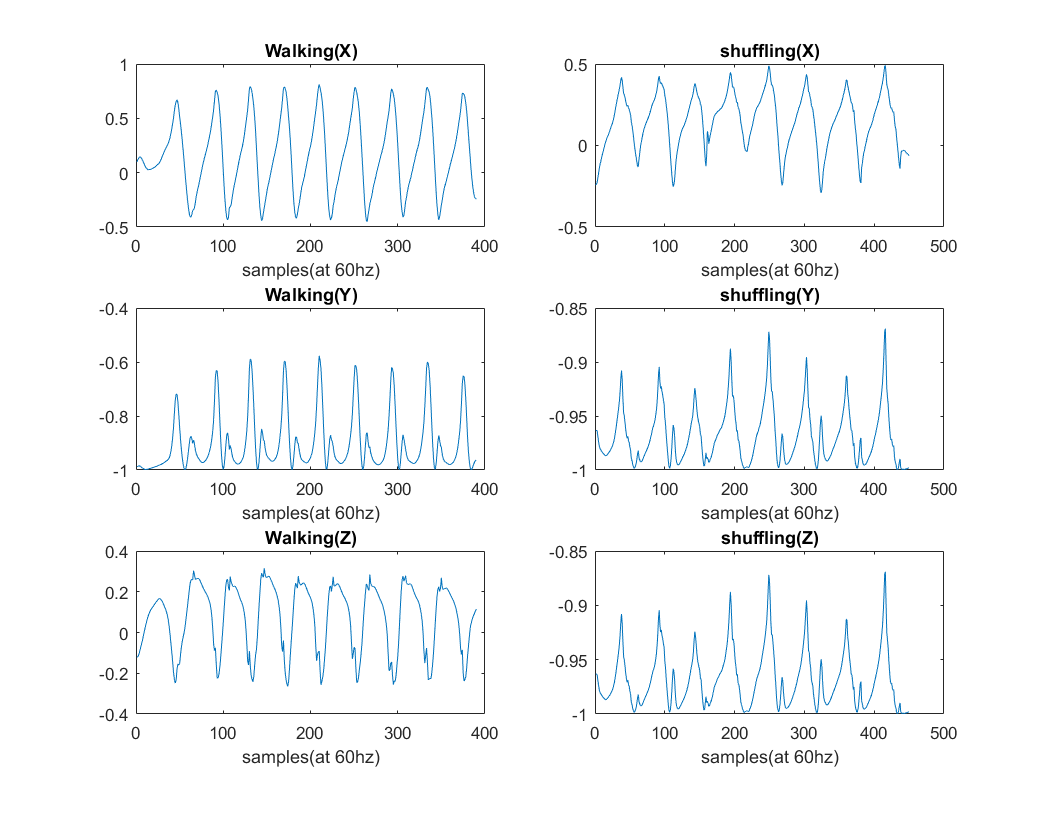 Walking(X)
1
0.5
0
-0.5
0 100 200 300 400
samples(at 60hz)
shuffling(X)
0.5
0
-0.5
0 100 200 300 400 500
samples(at 60hz)
Walking(Y)
-0.4
-0.6
-0.8
-1
0 100 200 300 400
samples(at 60hz)
shuffling(Y)
-0.85
-0.9
-0.95
-1
0 100 200 300 400 500
samples(at 60hz)
Walking(Z)
0.4
0.2
0
-0.2
-0.4
0 100 200 300 400
samples(at 60hz)
shuffling(Z)
-0.85
-0.9
-0.95
-1
0 100 200 300 400 500
samples(at 60hz)